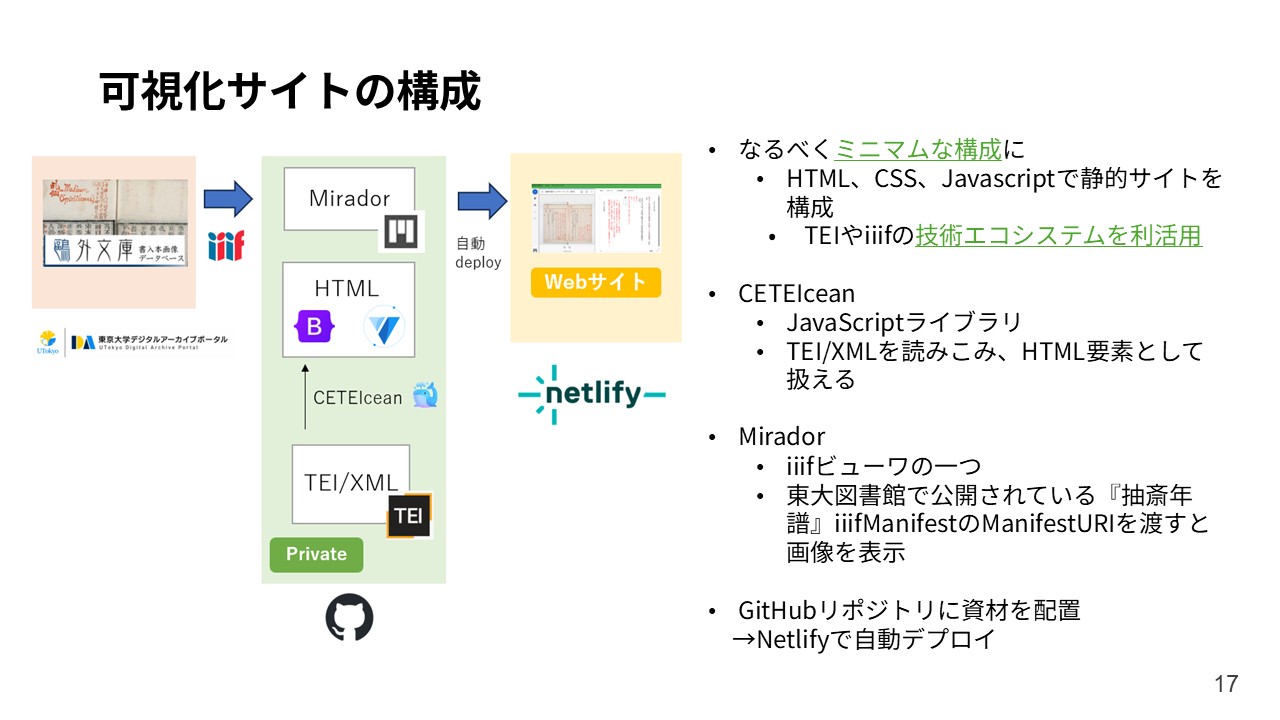 可視化サイトの構成
鷗外文庫
書入本画像
データベース
UTokyo
DA
東京大学デジタルアーカイブポータル
UTokyo Digital Archive Portal
iiif
Mirador
HTML
B
CETEIcean
TEI/XML
TEI
Private
自動
deploy
Webサイト
netlify
• なるべくミニマムな構成に
• HTML、CSS、Javascriptで静的サイトを
構成
• TEIやiiifの技術エコシステムを利活用
• CETEIcean
• JavaScriptライブラリ
• TEI/XMLを読みこみ、HTML要素として
扱える
• Mirador
• iiifビューワの一つ
• 東大図書館で公開されている『抽斎年
譜』iiifManifestのManifestURIを渡すと
画像を表示
• GitHubリポジトリに資材を配置
→Netlifyで自動デプロイ
17